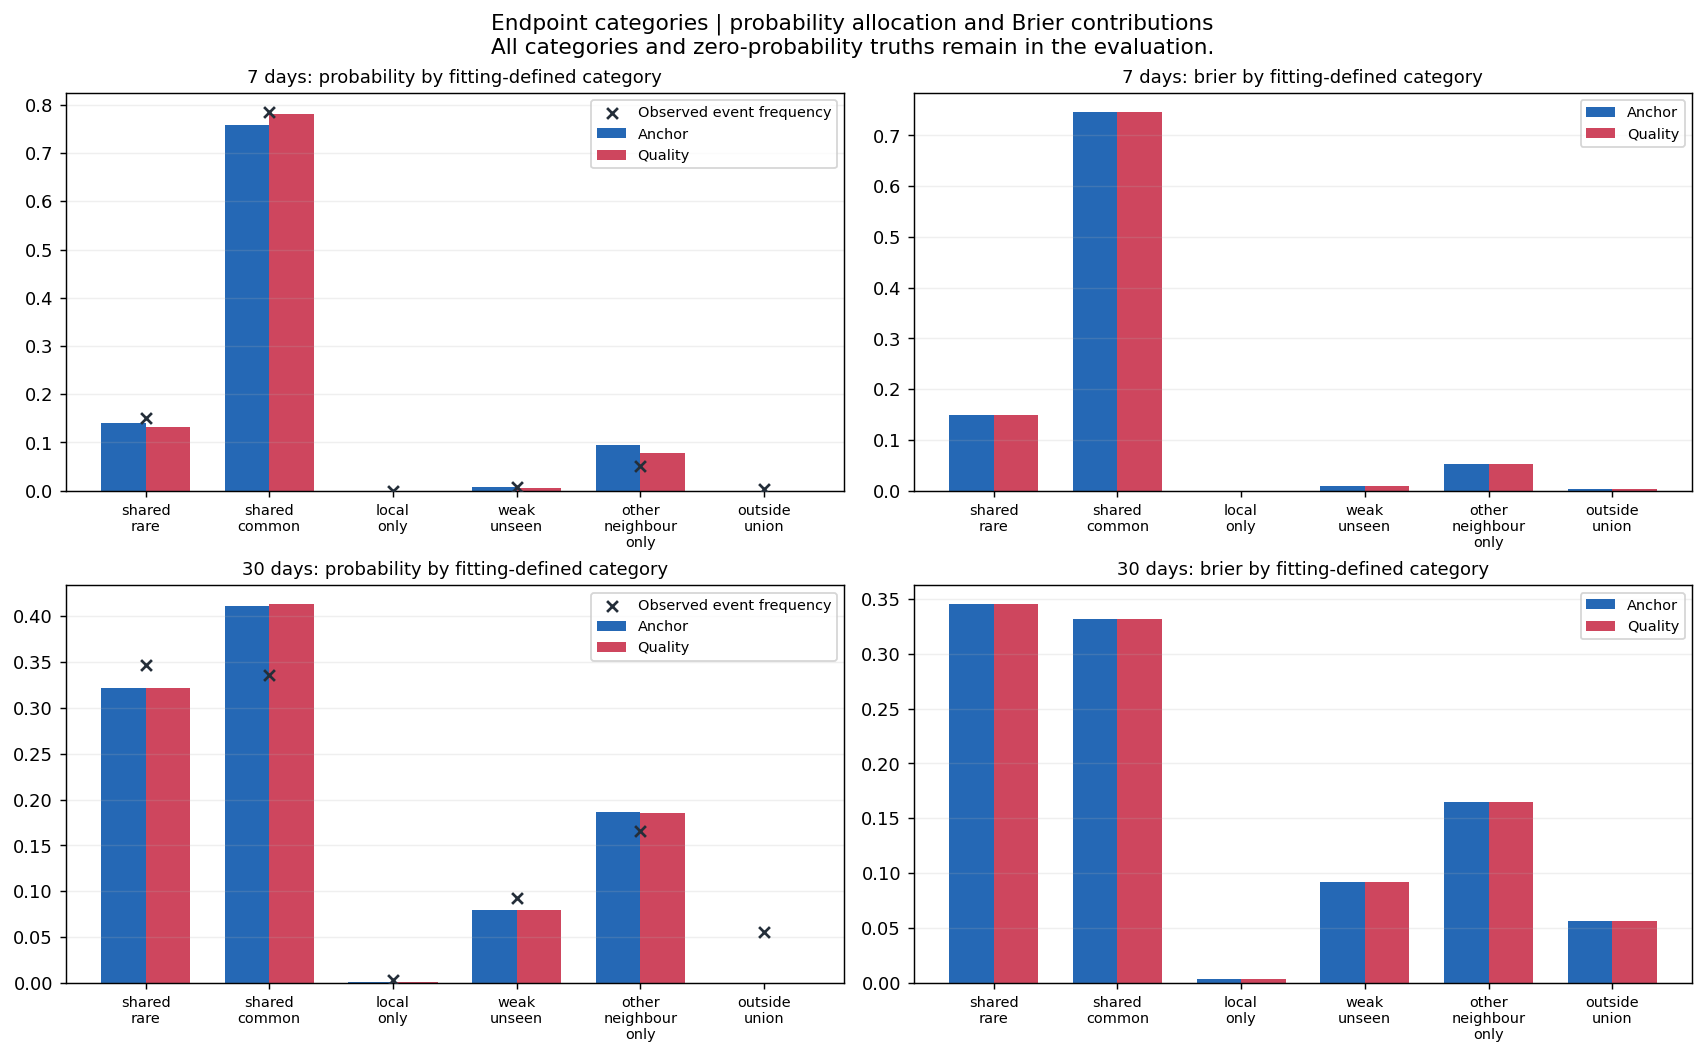 Endpoint categories | probability allocation and Brier contributions
All categories and zero-probability truths remain in the evaluation.
7 days: probability by fitting-defined category
0.8
0.7
0.6
0.5
0.4
0.3
0.2
0.1
0.0
Observed event frequency
Anchor
Quality
shared
rare
shared
common
local
only
weak
unseen
other
neighbour
only
outside
union
7 days: brier by fitting-defined category
0.7
0.6
0.5
0.4
0.3
0.2
0.1
0.0
Anchor
Quality
shared
rare
shared
common
local
only
weak
unseen
other
neighbour
only
outside
union
30 days: probability by fitting-defined category
0.40
0.35
0.30
0.25
0.20
0.15
0.10
0.05
0.00
Observed event frequency
Anchor
Quality
shared
rare
shared
common
local
only
weak
unseen
other
neighbour
only
outside
union
30 days: brier by fitting-defined category
0.35
0.30
0.25
0.20
0.15
0.10
0.05
0.00
Anchor
Quality
shared
rare
shared
common
local
only
weak
unseen
other
neighbour
only
outside
union